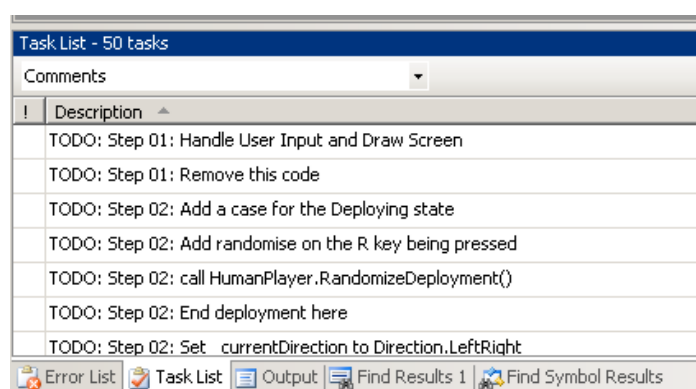 Task List - 50 tasks
Comments
! Description
TODO: Step 01: Handle User Input and Draw Screen
TODO: Step 01: Remove this code
TODO: Step 02: Add a case for the Deploying state
TODO: Step 02: Add randomise on the R key being pressed
TODO: Step 02: call HumanPlayer.RandomizeDeployment()
TODO: Step 02: End deployment here
TODO: Step 02: Set _currentDirection to Direction.LeftRight
Error List Task List Output Find Results 1 Find Symbol Results